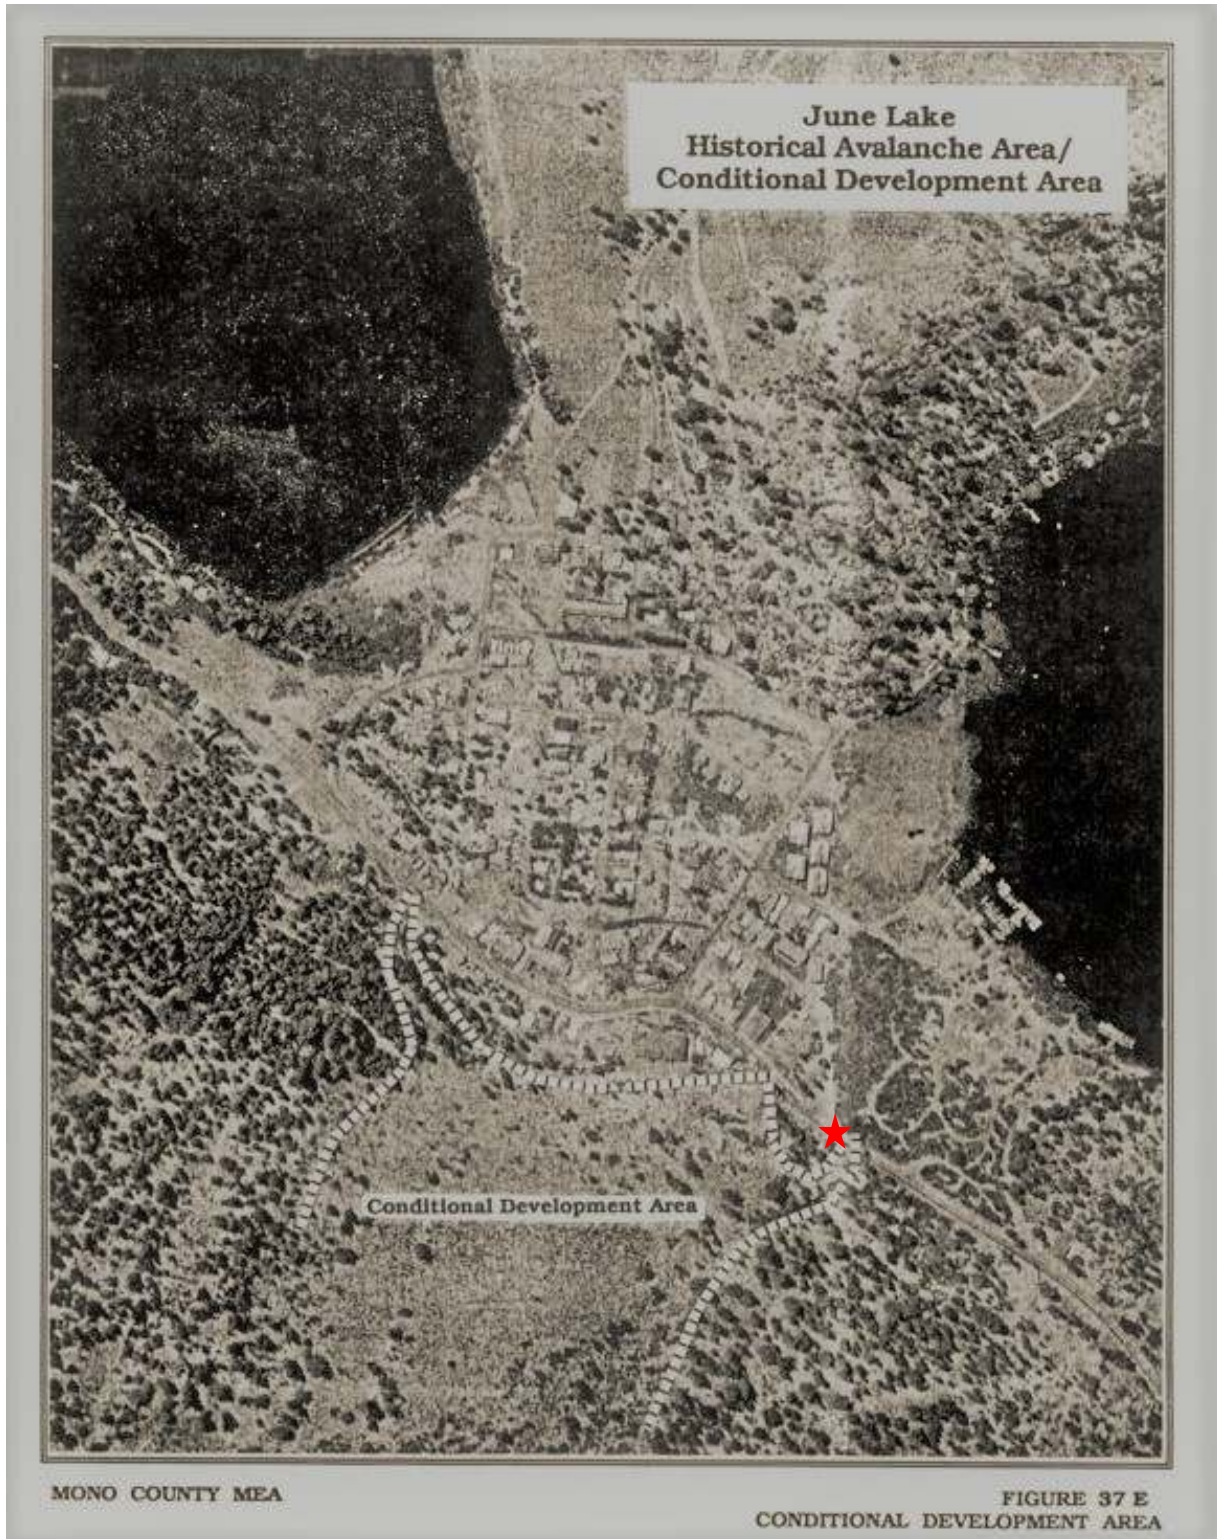 June Lake
Historical Avalanche Area/
Conditional Development Area
Conditional Development Area
MONO COUNTY MEA
FIGURE 37 E
CONDITIONAL DEVELOPMENT AREA